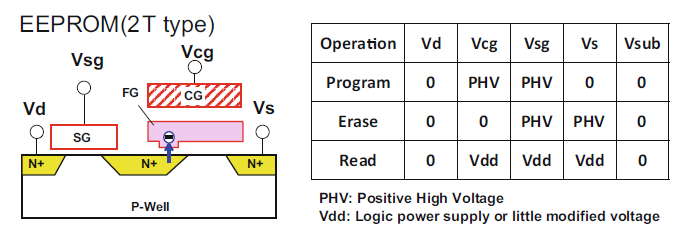 EEPROM(2T type)
Vsg
Vcg
Vd
FG
CG
Vs
SG
N+
N+
N+
P-Well
Operation Vd Vcg Vsg Vs Vsub
Program 0 PHV PHV 0 0
Erase 0 0 PHV PHV 0
Read 0 Vdd Vdd Vdd 0
PHV: Positive High Voltage
Vdd: Logic power supply or little modified voltage